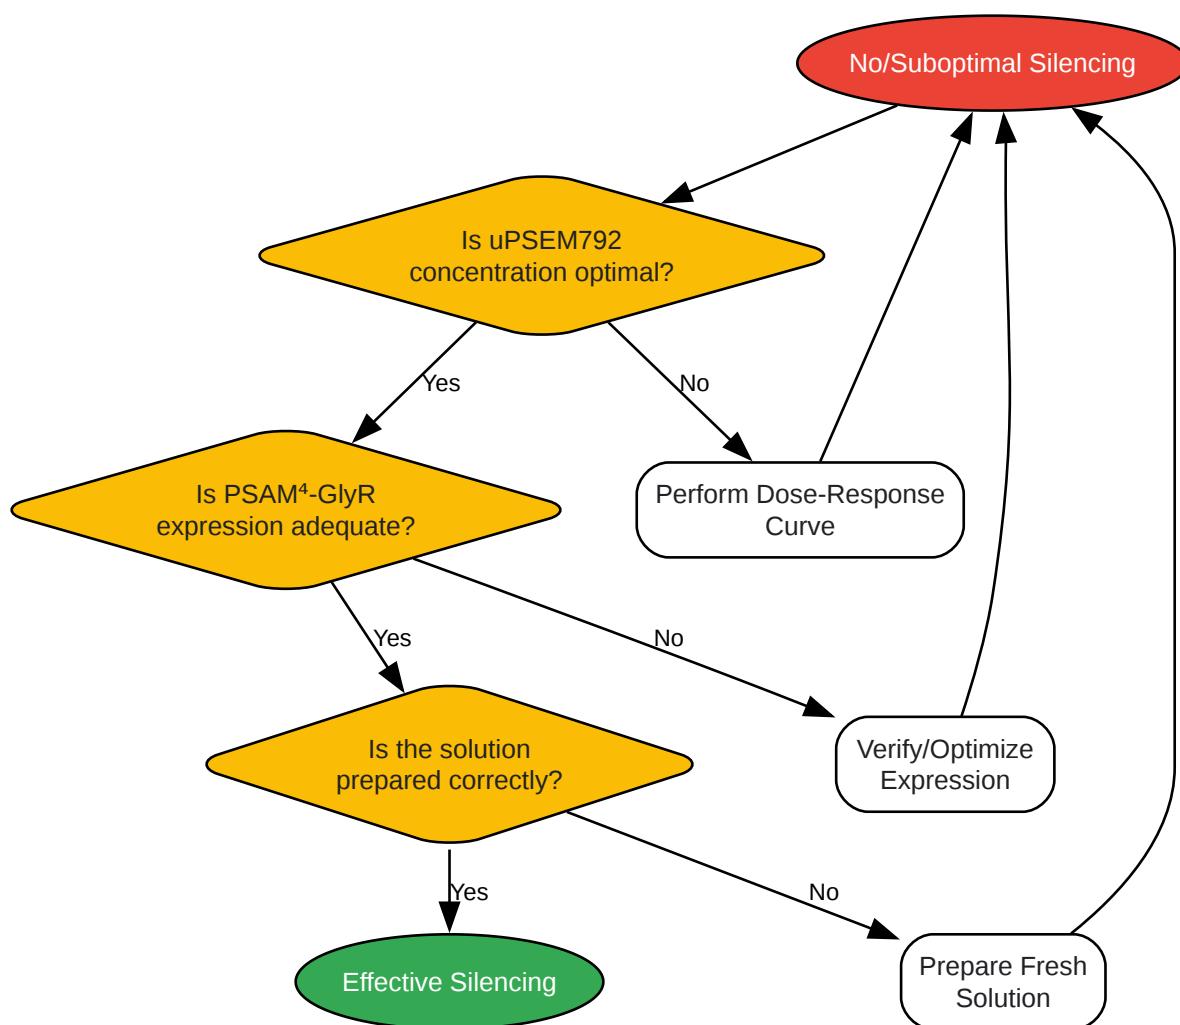 No/Suboptimal Silencing
Is uPSEM792
concentration optimal?
Yes
No
Is PSAM⁴-GlyR
expression adequate?
Perform Dose-Response
Curve
Yes
No
Is the solution
prepared correctly?
Verify/Optimize
Expression
Yes
No
Effective Silencing
Prepare Fresh
Solution